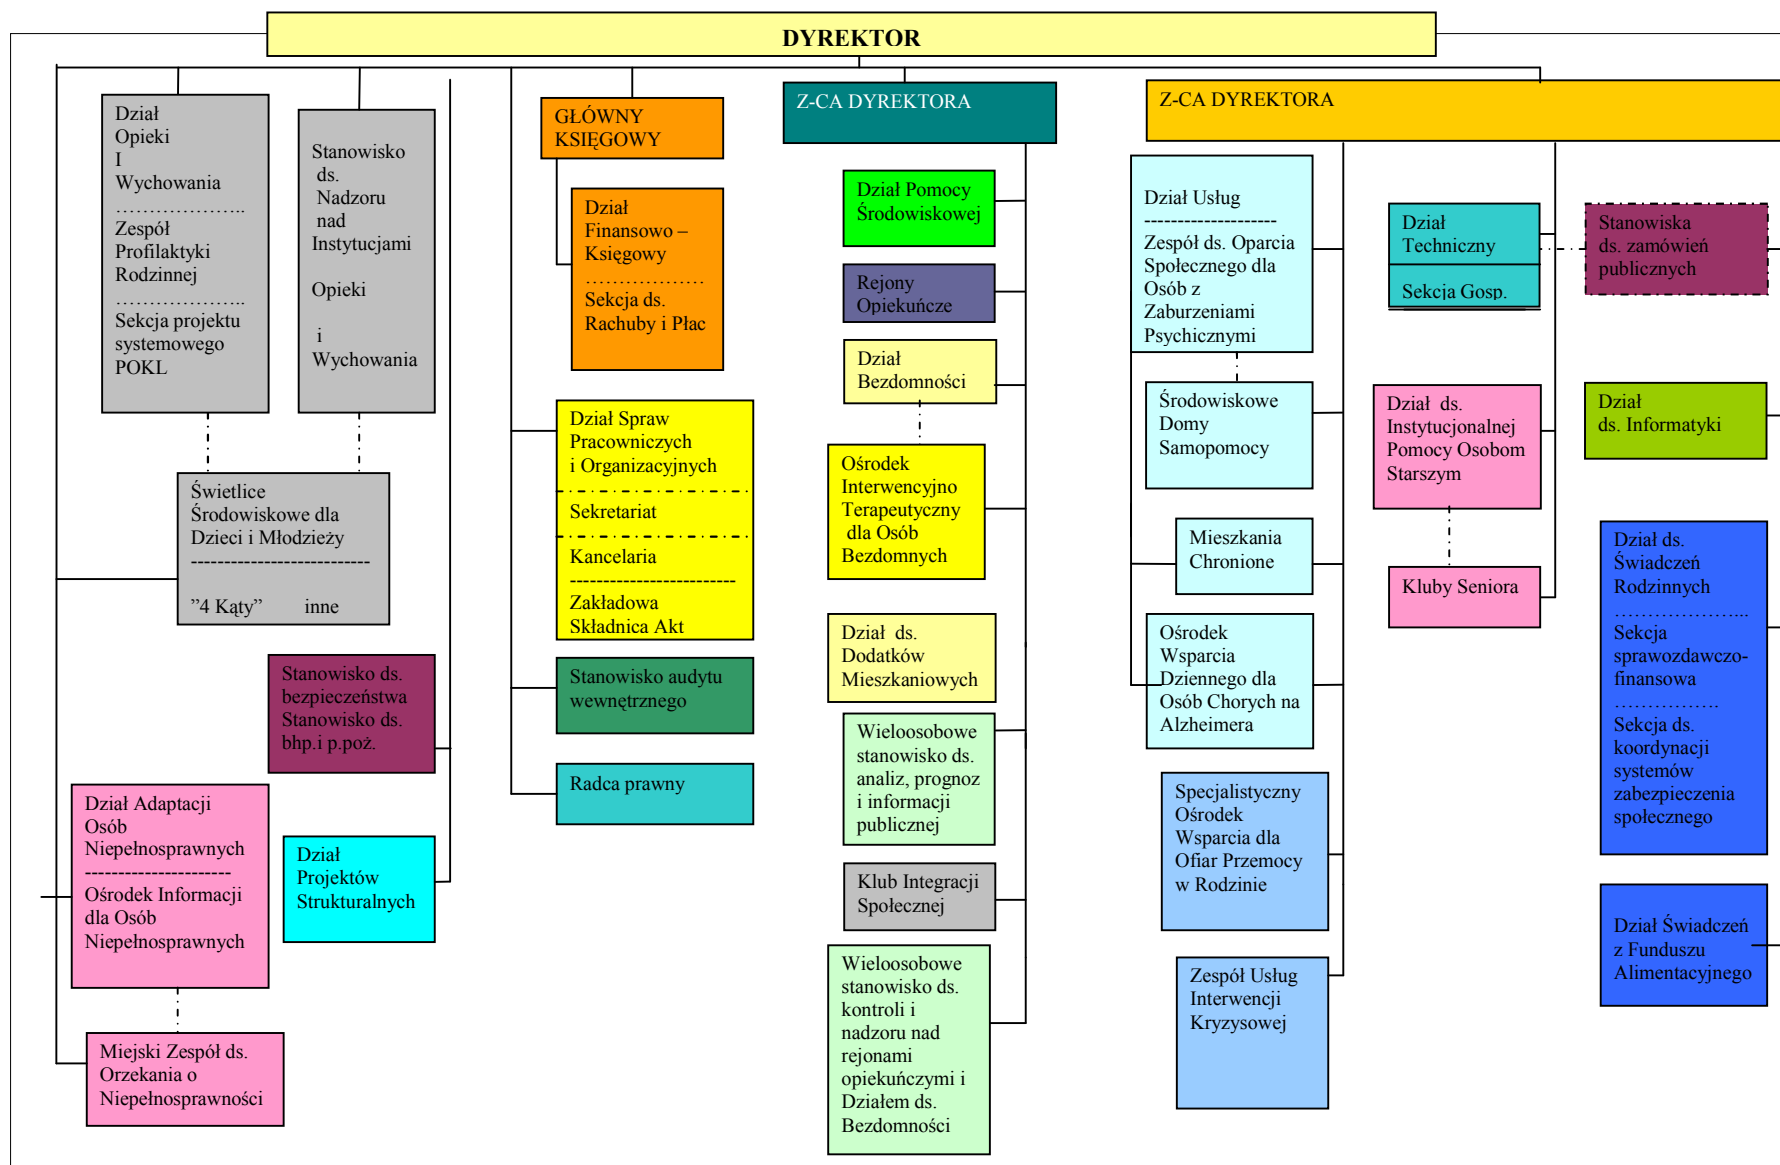 DYREKTOR
Dział
Opieki
I
Wychowania
………………..
Zespół
Profilaktyki
Rodzinnej
………………..
Sekcja projektu
systemowego
POKL
Stanowisko
ds.
Nadzoru
nad
Instytucjami
Opieki
i
Wychowania
Świetlice
Środowiskowe dla
Dzieci i Młodzieży
---------------------------
”4 Kąty” inne
Stanowisko ds.
bezpieczeństwa
Stanowisko ds.
bhp.i p.poż.
Dział Adaptacji
Osób
Niepełnosprawnych
----------------------
Ośrodek Informacji
dla Osób
Niepełnosprawnych
Dział
Projektów
Strukturalnych
Miejski Zespół ds.
Orzekania o
Niepełnosprawności
GŁÓWNY
KSIĘGOWY
Dział
Finansowo –
Księgowy
………………
Sekcja ds.
Rachuby i Płac
Dział Spraw
Pracowniczych
i Organizacyjnych
Sekretariat
Kancelaria
-------------------------
Zakładowa
Składnica Akt
Stanowisko audytu
wewnętrznego
Radca prawny
Z-CA DYREKTORA
Dział Pomocy
Środowiskowej
Rejony
Opiekuńcze
Dział
Bezdomności
Ośrodek
Interwencyjno
Terapeutyczny
dla Osób
Bezdomnych
Dział ds.
Dodatków
Mieszkaniowych
Wieloosobowe
stanowisko ds.
analiz, prognoz
i informacji
publicznej
Klub Integracji
Społecznej
Wieloosobowe
stanowisko ds.
kontroli i
nadzoru nad
rejonami
opiekuńczymi i
Działem ds.
Bezdomności
Z-CA DYREKTORA
Dział Usług
--------------------
Zespół ds. Oparcia
Społecznego dla
Osób z
Zaburzeniami
Psychicznymi
Środowiskowe
Domy
Samopomocy
Mieszkania
Chronione
Ośrodek
Wsparcia
Dziennego dla
Osób Chorych na
Alzheimera
Specjalistyczny
Ośrodek
Wsparcia dla
Ofiar Przemocy
w Rodzinie
Zespół Usług
Interwencji
Kryzysowej
Dział
Techniczny
Sekcja Gosp.
Dział ds.
Instytucjonalnej
Pomocy Osobom
Starszym
Kluby Seniora
Stanowiska
ds. zamówień
publicznych
Dział
ds. Informatyki
Dział ds.
Świadczeń
Rodzinnych
………………...
Sekcja
sprawozdawczo-
finansowa
…………….
Sekcja ds.
koordynacji
systemów
zabezpieczenia
społecznego
Dział Świadczeń
z Funduszu
Alimentacyjnego